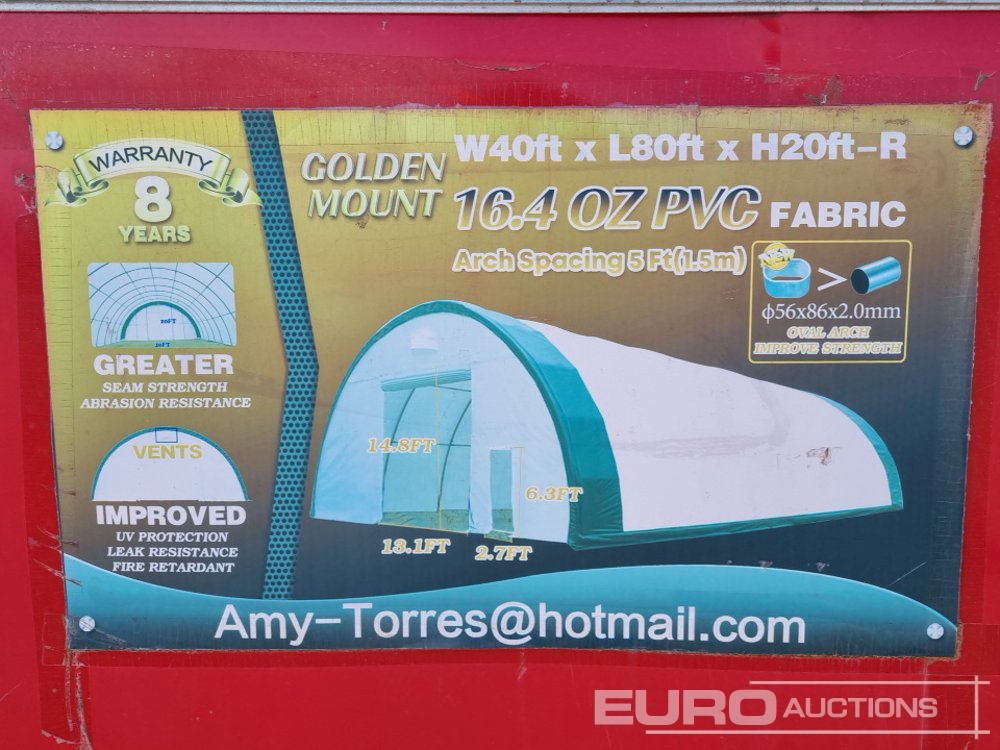 WARRANTY
8
YEARS
20FT
GREATER
SEAM STRENGTH
ABRASION RESISTANCE
VENTS
IMPROVED
UV PROTECTION
LEAK RESISTANCE
FIRE RETARDANT
GOLDEN
MOUNT
W40ft x L80ft x H20ft-R
16.4 OZ PVC FABRIC
Arch Spacing 5 Ft(1.5m)
NEW
>
ϕ56x86x2.0mm
OVAL ARCH
IMPROVE STRENGTH
14.8FT
6.3FT
13.1FT
2.7FT
Amy-Torres@hotmail.com
EURO AUCTIONS